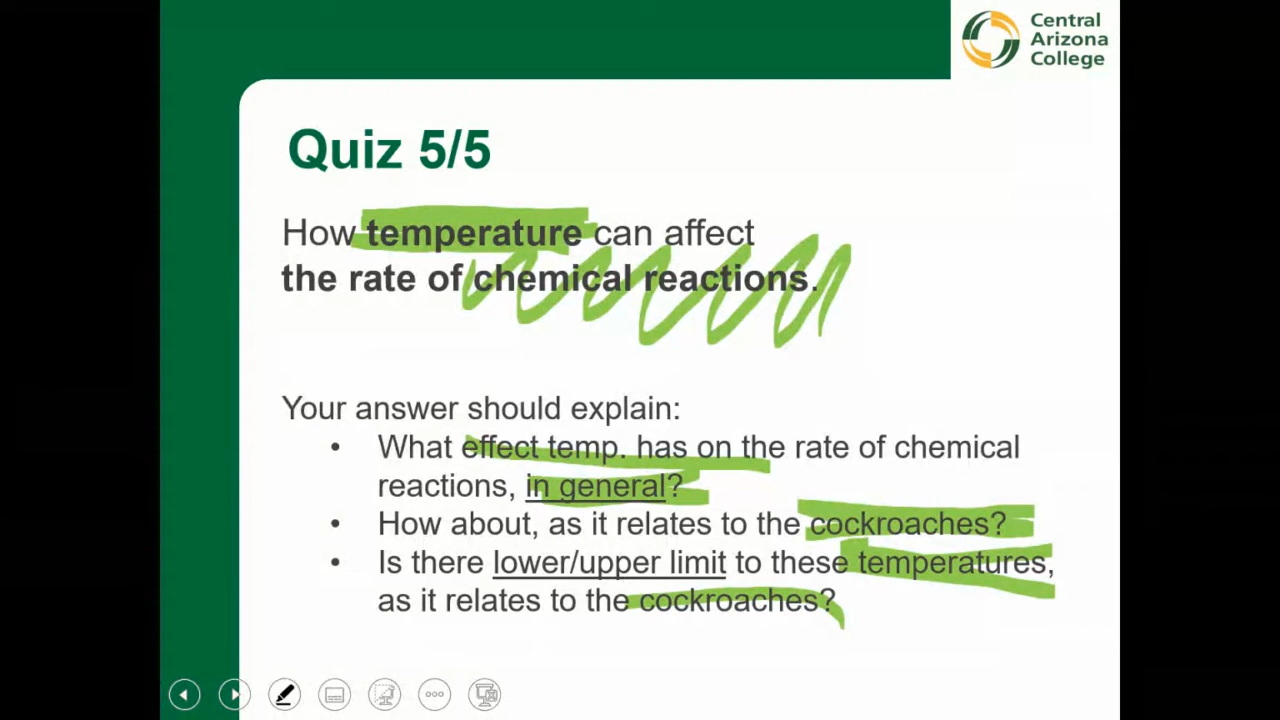 Central
Arizona
College
Quiz 5/5
How temperature can affect
the rate of chemical reactions.
Your answer should explain:
• What effect temp. has on the rate of chemical
reactions, in general?
• How about, as it relates to the cockroaches?
• Is there lower/upper limit to these temperatures,
as it relates to the cockroaches?